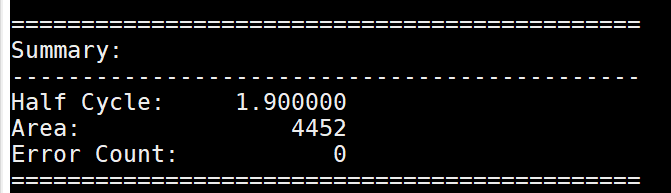 =============================================
Summary:
---------------------------------------------
Half Cycle:     1.900000
Area:               4452
Error Count:           0
=============================================